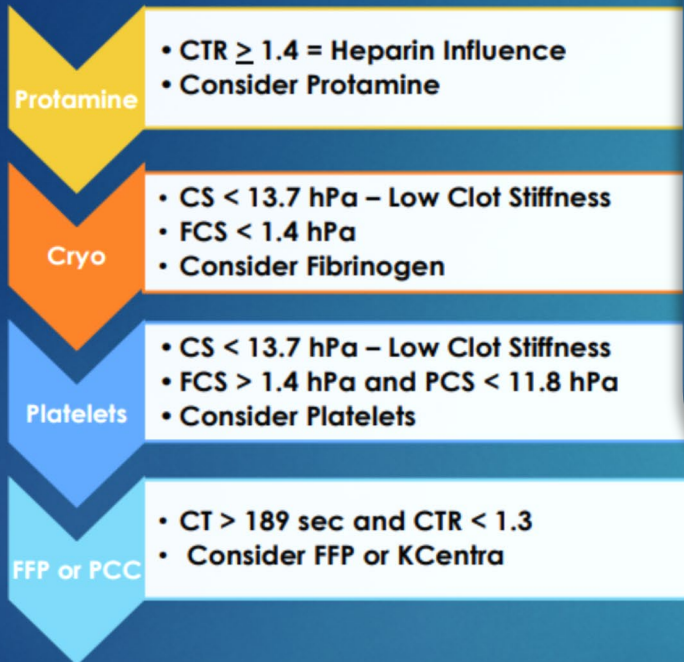 Protamine
• CTR ≥ 1.4 = Heparin Influence
• Consider Protamine
Cryo
• CS < 13.7 hPa – Low Clot Stiffness
• FCS < 1.4 hPa
• Consider Fibrinogen
Platelets
• CS < 13.7 hPa – Low Clot Stiffness
• FCS > 1.4 hPa and PCS < 11.8 hPa
• Consider Platelets
FFP or PCC
• CT > 189 sec and CTR < 1.3
• Consider FFP or KCentra